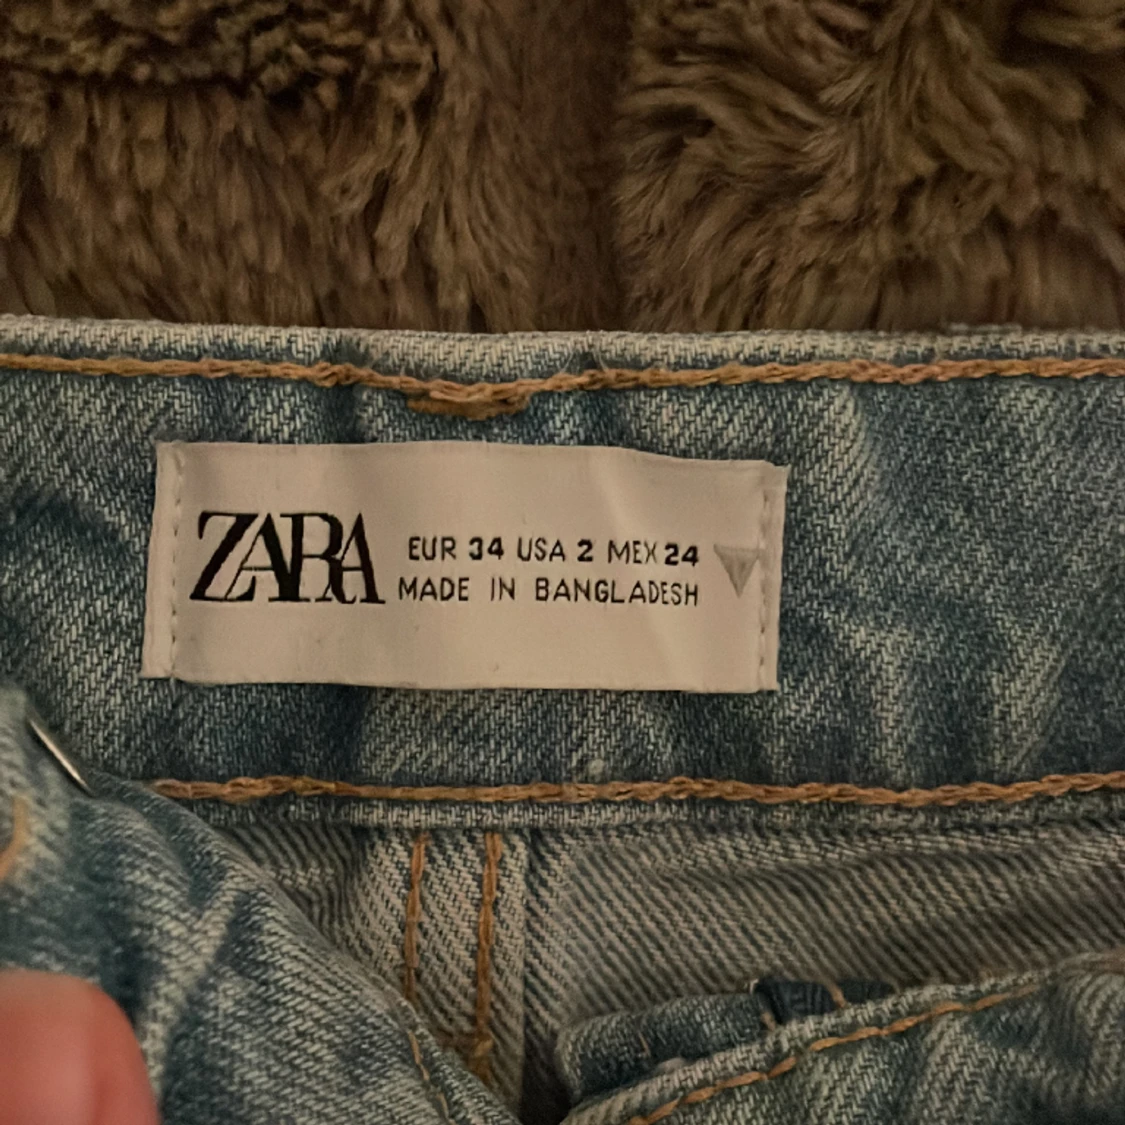 ZARA
EUR 34 USA 2 MEX 24
MADE IN BANGLADESH